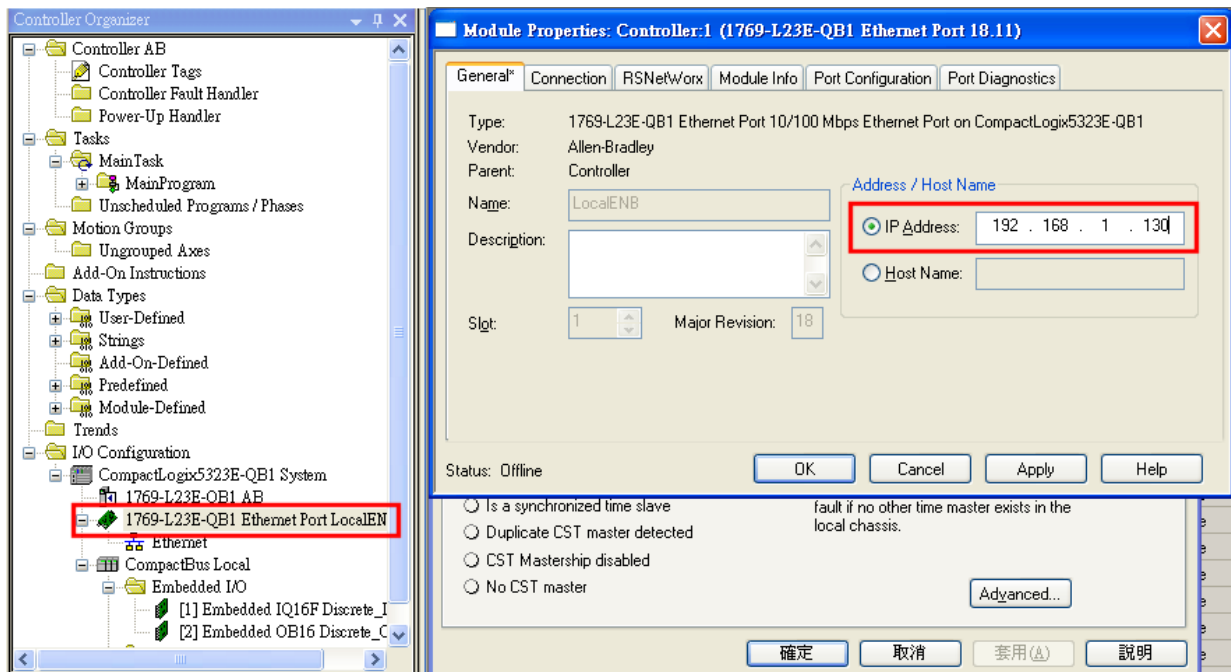 Controller Organizer
Controller AB
Controller Tags
Controller Fault Handler
Power-Up Handler
Tasks
MainTask
MainProgram
Unscheduled Programs / Phases
Motion Groups
Ungrouped Axes
Add-On Instructions
Data Types
User-Defined
Strings
Add-On-Defined
Predefined
Module-Defined
Trends
I/O Configuration
CompactLogix5323E-QB1 System
1769-L23E-QB1 AB
1769-L23E-QB1 Ethernet Port LocalEN
Ethernet
CompactBus Local
Embedded I/O
[1] Embedded IQ16F Discrete_I
[2] Embedded OB16 Discrete_O
Module Properties: Controller:1 (1769-L23E-QB1 Ethernet Port 18.11)
General* Connection RSNetWorx Module Info Port Configuration Port Diagnostics
Type: 1769-L23E-QB1 Ethernet Port 10/100 Mbps Ethernet Port on CompactLogix5323E-QB1
Vendor: Allen-Bradley
Parent: Controller
Name: LocalENB
Description:
Slot: 1 Major Revision: 18
Address / Host Name
IP Address: 192 . 168 . 1 . 130
Host Name:
Status: Offline
OK Cancel Apply Help
Is a synchronized time slave
Duplicate CST master detected
CST Mastership disabled
No CST master
fault if no other time master exists in the
local chassis.
Advanced...
確定 取消 套用(A) 說明